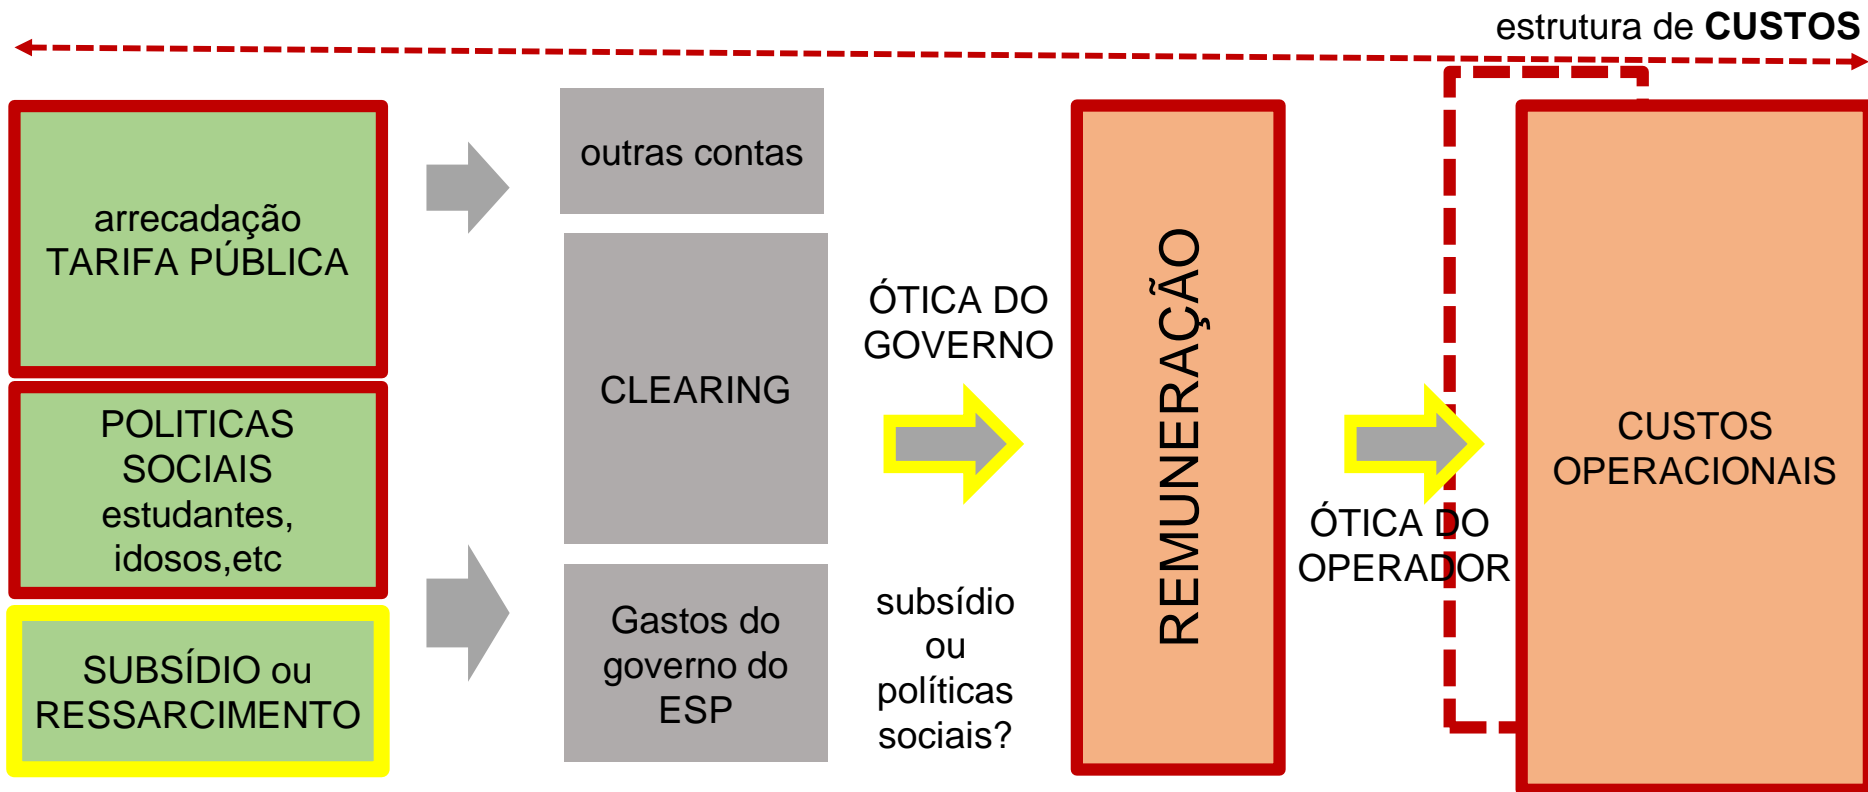 estrutura de CUSTOS
arrecadação
TARIFA PÚBLICA
POLITICAS
SOCIAIS
estudantes,
idosos,etc
SUBSÍDIO ou
RESSARCIMENTO
outras contas
CLEARING
Gastos do
governo do
ESP
ÓTICA DO
GOVERNO
subsídio
ou
políticas
sociais?
REMUNERAÇÃO
ÓTICA DO
OPERADOR
CUSTOS
OPERACIONAIS